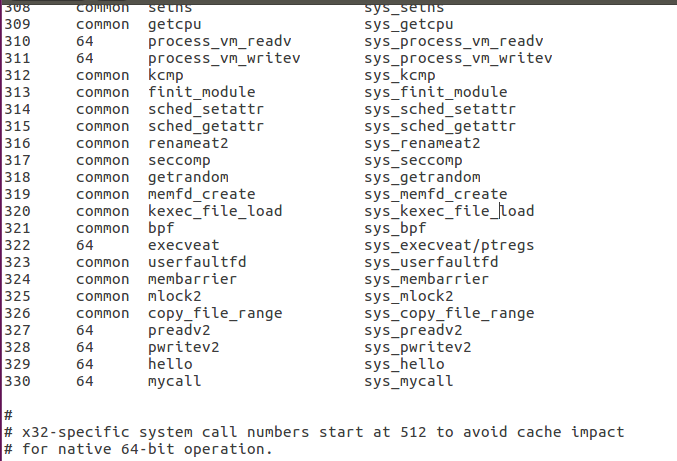 308 common setns sys_setns
309 common getcpu sys_getcpu
310 64 process_vm_readv sys_process_vm_readv
311 64 process_vm_writev sys_process_vm_writev
312 common kcmp sys_kcmp
313 common finit_module sys_finit_module
314 common sched_setattr sys_sched_setattr
315 common sched_getattr sys_sched_getattr
316 common renameat2 sys_renameat2
317 common seccomp sys_seccomp
318 common getrandom sys_getrandom
319 common memfd_create sys_memfd_create
320 common kexec_file_load sys_kexec_file_load
321 common bpf sys_bpf
322 64 execveat sys_execveat/ptregs
323 common userfaultfd sys_userfaultfd
324 common membarrier sys_membarrier
325 common mlock2 sys_mlock2
326 common copy_file_range sys_copy_file_range
327 64 preadv2 sys_preadv2
328 64 pwritev2 sys_pwritev2
329 64 hello sys_hello
330 64 mycall sys_mycall
#
# x32-specific system call numbers start at 512 to avoid cache impact
# for native 64-bit operation.